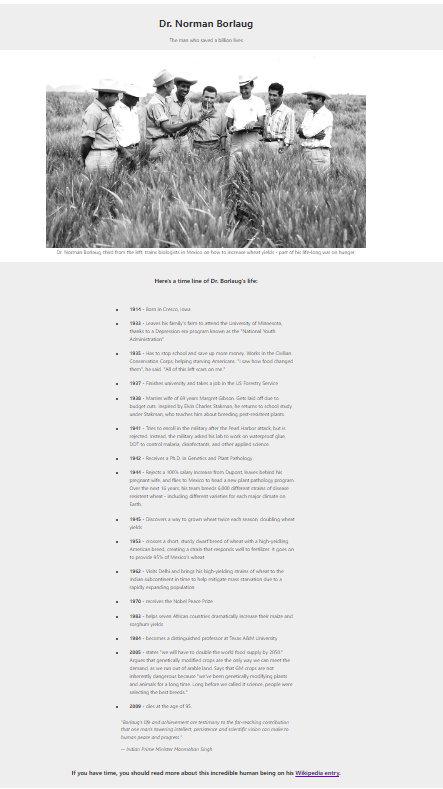 Dr. Norman Borlaug
The man who saved a billion lives
Dr. Norman Borlaug, third from the left, trains biologists in Mexico on how to increase wheat yields - part of his life-long war on hunger.
Here's a time line of Dr. Borlaug's life:
1914 - Born in Cresco, Iowa
1933 - Leaves his family's farm to attend the University of Minnesota,
thanks to a Depression era program known as the "National Youth
Administration"
1935 - Has to stop school and save up more money. Works in the Civilian
Conservation Corps, helping starving Americans. "I saw how food changed
them", he said. "All of this left scars on me."
1937 - Finishes university and takes a job in the US Forestry Service
1938 - Marries wife of 69 years Margret Gibson. Gets laid off due to
budget cuts. Inspired by Elvin Charles Stakman, he returns to school study
under Stakman, who teaches him about breeding pest-resistent plants.
1941 - Tries to enroll in the military after the Pearl Harbor attack, but is
rejected. Instead, the military asked his lab to work on waterproof glue,
DDT to control malaria, disinfectants, and other applied science.
1942 - Receives a Ph.D. in Genetics and Plant Pathology
1944 - Rejects a 100% salary increase from Dupont, leaves behind his
pregnant wife, and flies to Mexico to head a new plant pathology program.
Over the next 16 years, his team breeds 6,000 different strains of disease
resistent wheat - including different varieties for each major climate on
Earth.
1945 - Discovers a way to grown wheat twice each season, doubling wheat
yields
1953 - crosses a short, sturdy dwarf breed of wheat with a high-yeidling
American breed, creating a strain that responds well to fertilizer. It goes on
to provide 95% of Mexico's wheat.
1962 - Visits Delhi and brings his high-yielding strains of wheat to the
Indian subcontinent in time to help mitigate mass starvation due to a
rapidly expanding population
1970 - receives the Nobel Peace Prize
1983 - helps seven African countries dramatically increase their maize and
sorghum yields
1984 - becomes a distinguished professor at Texas A&M University
2005 - states "we will have to double the world food supply by 2050."
Argues that genetically modified crops are the only way we can meet the
demand, as we run out of arable land. Says that GM crops are not
inherently dangerous because "we've been genetically modifying plants
and animals for a long time. Long before we called it science, people were
selecting the best breeds."
2009 - dies at the age of 95.
"Borlaug's life and achievement are testimony to the far-reaching contribution
that one man's towering intellect, persistence and scientific vision can make to
human peace and progress."
— Indian Prime Minister Manmohan Singh
If you have time, you should read more about this incredible human being on his Wikipedia entry.